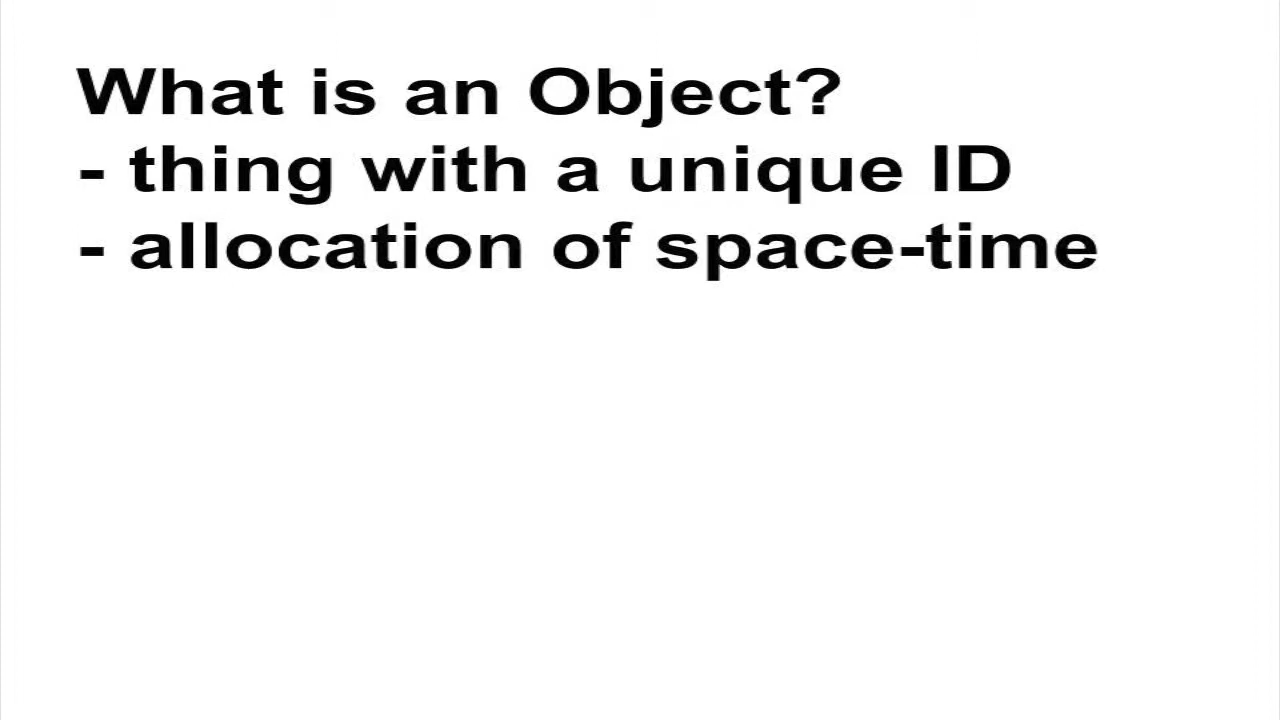 What is an Object?
- thing with a unique ID
- allocation of space-time